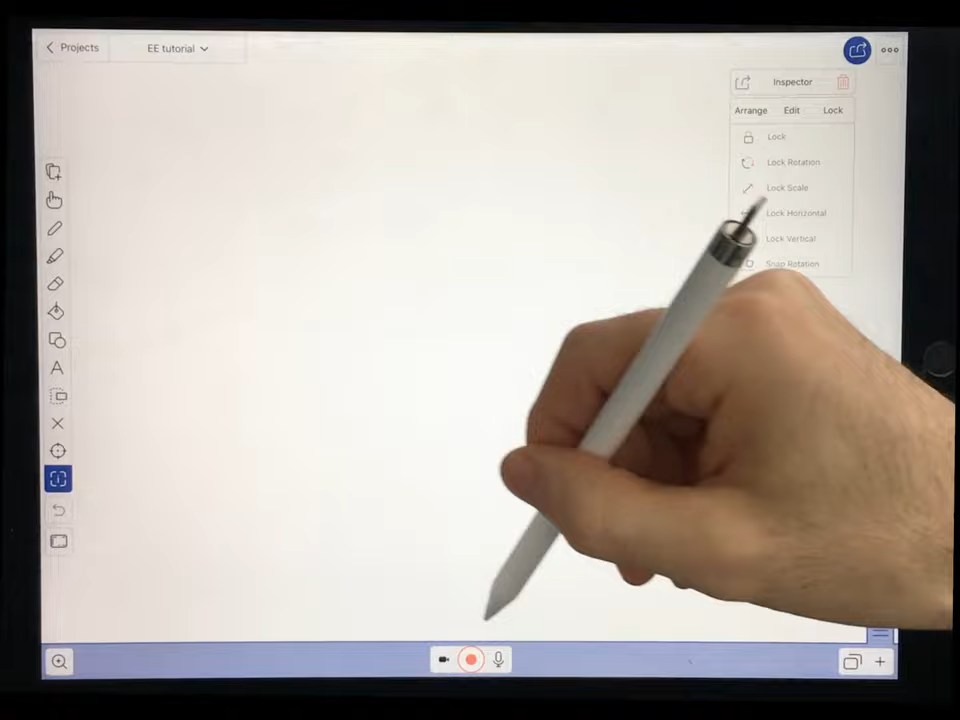 Projects
EE tutorial
Inspector
Arrange Edit Lock
Lock
Lock Rotation
Lock Scale
Lock Horizontal
Lock Vertical
Snap Rotation
A